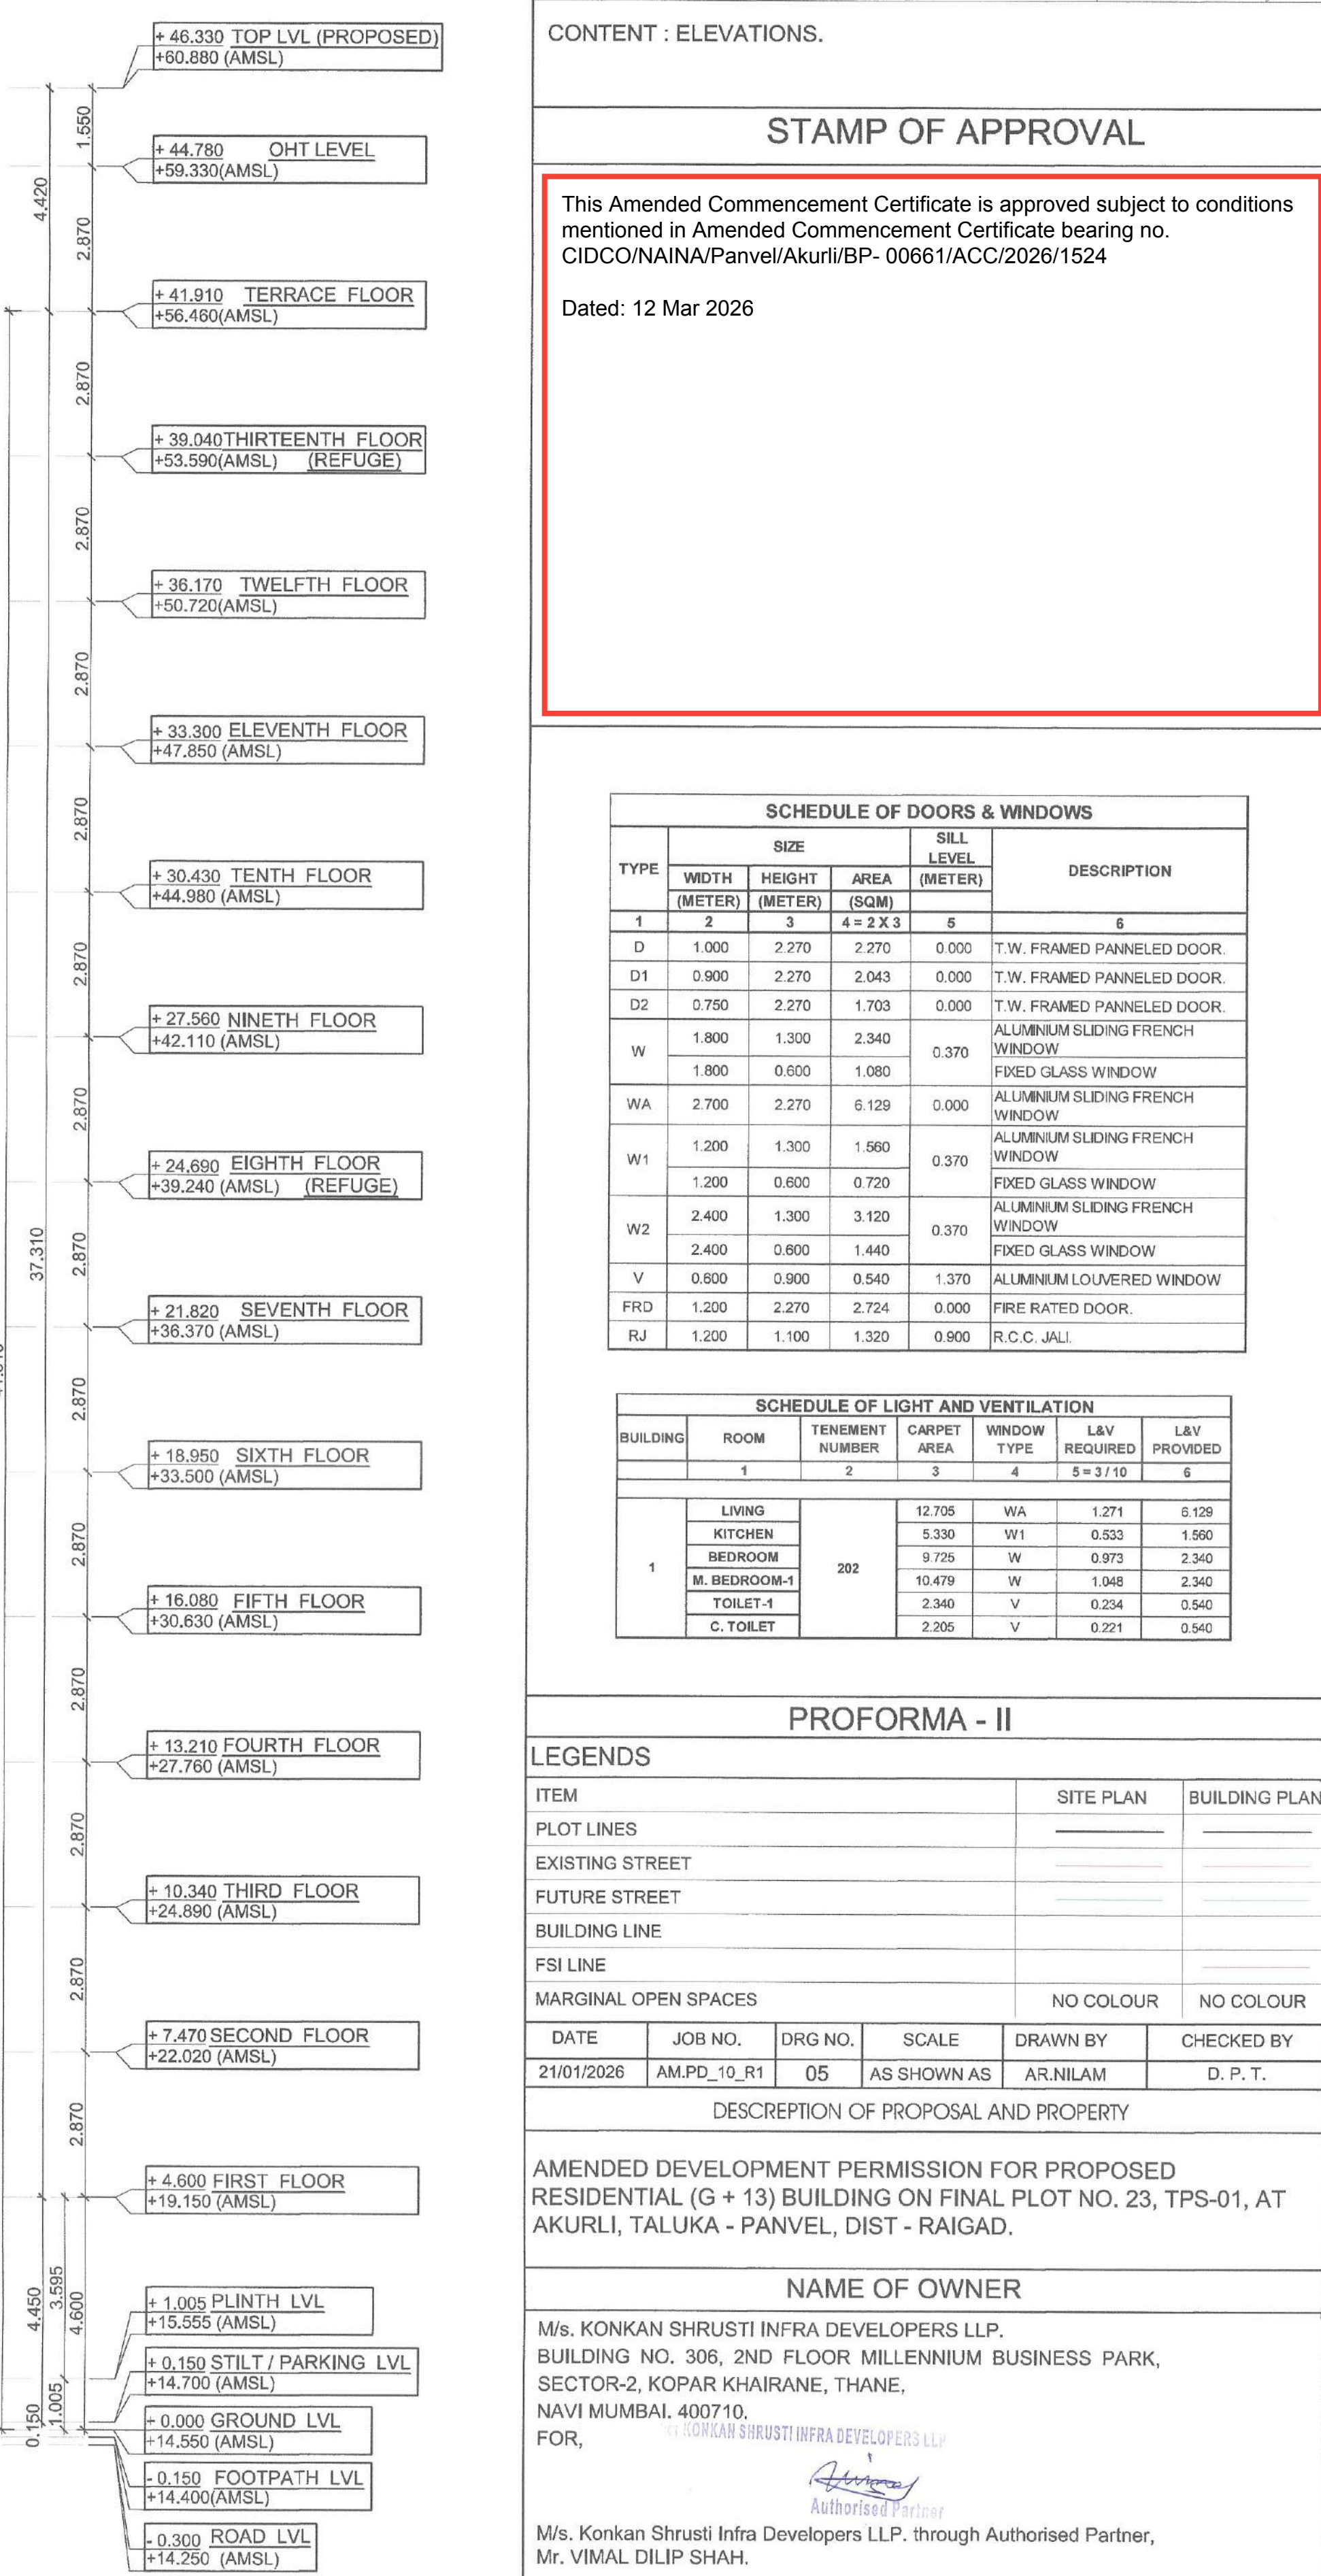 + 46.330 TOP LVL (PROPOSED)
+60.880 (AMSL)
1.550
+ 44.780 OHT LEVEL
+59.330(AMSL)
4.420
2.870
+ 41.910 TERRACE FLOOR
+56.460(AMSL)
2.870
+ 39.040THIRTEENTH FLOOR
+53.590(AMSL) (REFUGE)
2.870
+ 36.170 TWELFTH FLOOR
+50.720(AMSL)
2.870
+ 33.300 ELEVENTH FLOOR
+47.850 (AMSL)
2.870
+ 30.430 TENTH FLOOR
+44.980 (AMSL)
2.870
+ 27.560 NINETH FLOOR
+42.110 (AMSL)
2.870
+ 24.690 EIGHTH FLOOR
+39.240 (AMSL) (REFUGE)
37.310
2.870
+ 21.820 SEVENTH FLOOR
+36.370 (AMSL)
2.870
+ 18.950 SIXTH FLOOR
+33.500 (AMSL)
2.870
+ 16.080 FIFTH FLOOR
+30.630 (AMSL)
2.870
+ 13.210 FOURTH FLOOR
+27.760 (AMSL)
2.870
+ 10.340 THIRD FLOOR
+24.890 (AMSL)
2.870
+ 7.470 SECOND FLOOR
+22.020 (AMSL)
2.870
+ 4.600 FIRST FLOOR
+19.150 (AMSL)
4.450
3.595
4.600
+ 1.005 PLINTH LVL
+15.555 (AMSL)
+ 0.150 STILT / PARKING LVL
+14.700 (AMSL)
0.150
1.005
+ 0.000 GROUND LVL
+14.550 (AMSL)
- 0.150 FOOTPATH LVL
+14.400(AMSL)
- 0.300 ROAD LVL
+14.250 (AMSL)
CONTENT : ELEVATIONS.
STAMP OF APPROVAL
This Amended Commencement Certificate is approved subject to conditions
mentioned in Amended Commencement Certificate bearing no.
CIDCO/NAINA/Panvel/Akurli/BP- 00661/ACC/2026/1524
Dated: 12 Mar 2026
SCHEDULE OF DOORS & WINDOWS
TYPE SIZE SILL LEVEL DESCRIPTION
WIDTH HEIGHT AREA (METER)
(METER) (METER) (SQM)
1 2 3 4 = 2 X 3 5 6
D 1.000 2.270 2.270 0.000 T.W. FRAMED PANNELED DOOR.
D1 0.900 2.270 2.043 0.000 T.W. FRAMED PANNELED DOOR.
D2 0.750 2.270 1.703 0.000 T.W. FRAMED PANNELED DOOR.
W 1.800 1.300 2.340 0.370 ALUMINIUM SLIDING FRENCH WINDOW
1.800 0.600 1.080 FIXED GLASS WINDOW
WA 2.700 2.270 6.129 0.000 ALUMINIUM SLIDING FRENCH WINDOW
W1 1.200 1.300 1.560 0.370 ALUMINIUM SLIDING FRENCH WINDOW
1.200 0.600 0.720 FIXED GLASS WINDOW
W2 2.400 1.300 3.120 0.370 ALUMINIUM SLIDING FRENCH WINDOW
2.400 0.600 1.440 FIXED GLASS WINDOW
V 0.600 0.900 0.540 1.370 ALUMINIUM LOUVERED WINDOW
FRD 1.200 2.270 2.724 0.000 FIRE RATED DOOR.
RJ 1.200 1.100 1.320 0.900 R.C.C. JALI.
SCHEDULE OF LIGHT AND VENTILATION
BUILDING ROOM TENEMENT NUMBER CARPET AREA WINDOW TYPE L&V REQUIRED L&V PROVIDED
1 2 3 4 5 = 3 / 10 6
LIVING 12.705 WA 1.271 6.129
KITCHEN 5.330 W1 0.533 1.560
BEDROOM 9.725 W 0.973 2.340
1 202
M. BEDROOM-1 10.479 W 1.048 2.340
TOILET-1 2.340 V 0.234 0.540
C. TOILET 2.205 V 0.221 0.540
PROFORMA - II
LEGENDS
ITEM SITE PLAN BUILDING PLAN
PLOT LINES
EXISTING STREET
FUTURE STREET
BUILDING LINE
FSI LINE
MARGINAL OPEN SPACES NO COLOUR NO COLOUR
DATE JOB NO. DRG NO. SCALE DRAWN BY CHECKED BY
21/01/2026 AM.PD_10_R1 05 AS SHOWN AS AR.NILAM D. P. T.
DESCREPTION OF PROPOSAL AND PROPERTY
AMENDED DEVELOPMENT PERMISSION FOR PROPOSED
RESIDENTIAL (G + 13) BUILDING ON FINAL PLOT NO. 23, TPS-01, AT
AKURLI, TALUKA - PANVEL, DIST - RAIGAD.
NAME OF OWNER
M/s. KONKAN SHRUSTI INFRA DEVELOPERS LLP.
BUILDING NO. 306, 2ND FLOOR MILLENNIUM BUSINESS PARK,
SECTOR-2, KOPAR KHAIRANE, THANE,
NAVI MUMBAI. 400710.
FOR,
KONKAN SHRUSTI INFRA DEVELOPERS LLP
Authorised Partner
M/s. Konkan Shrusti Infra Developers LLP. through Authorised Partner,
Mr. VIMAL DILIP SHAH.